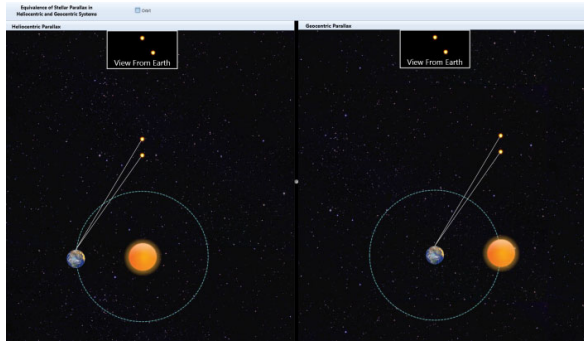 Equivalence of Stellar Parallax in
Heliocentric and Geocentric Systems
Start
Heliocentric Parallax
Geocentric Parallax
View From Earth
View From Earth